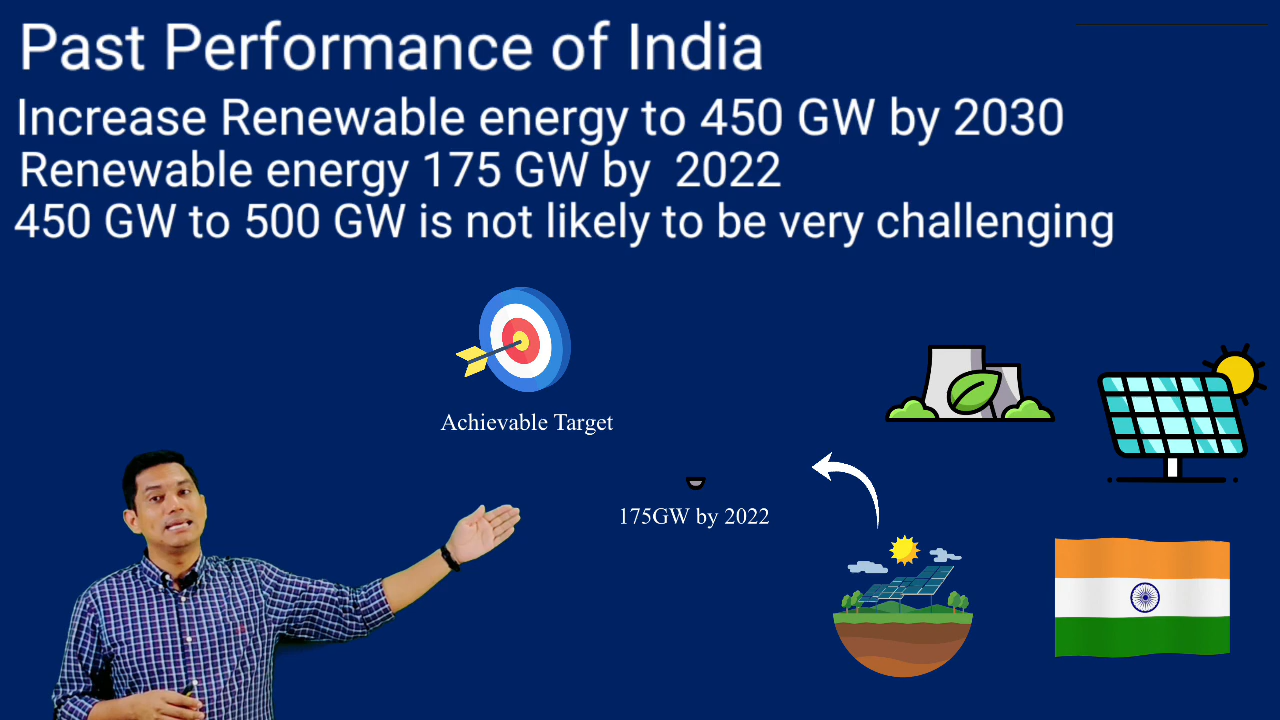 Past Performance of India
Increase Renewable energy to 450 GW by 2030
Renewable energy 175 GW by 2022
450 GW to 500 GW is not likely to be very challenging
Achievable Target
175GW by 2022